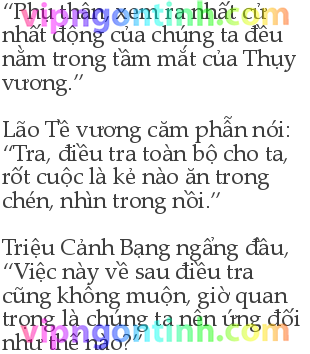 “Phụ thân, xem ra nhất cử
nhất động của chúng ta đều
nằm trong tầm mắt của Thụy
vương.”
Lão Tề vương căm phẫn nói:
“Tra, điều tra toàn bộ cho ta,
rốt cuộc là kẻ nào ăn trong
chén, nhìn trong nồi.”
Triệu Cảnh Bạng ngẩng đầu,
“Việc này về sau điều tra
cũng không muộn, giờ quan
trọng là chúng ta nên ứng đối
như thế nào?”
vipngontinh.com
vipngontinh.com
vipngontinh.com